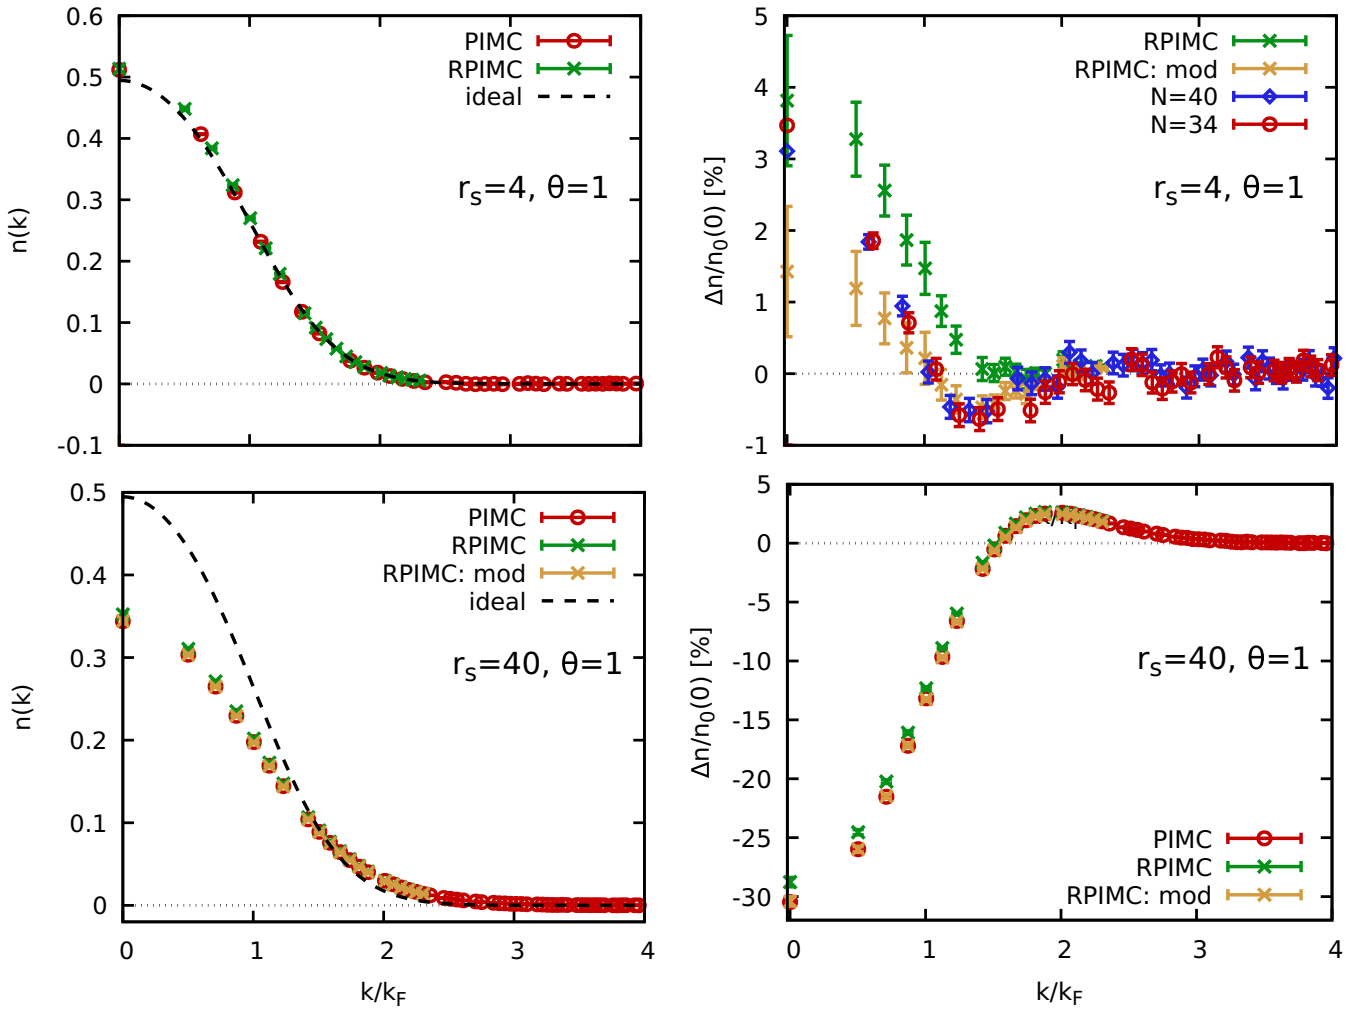 0.6
0.5
0.4
0.3
0.2
0.1
0
-0.1
n(k)
PIMC
RPIMC
ideal
rₛ=4, θ=1
5
4
3
2
1
0
-1
Δn/n₀(0) [%]
RPIMC
RPIMC: mod
N=40
N=34
rₛ=4, θ=1
0.5
0.4
0.3
0.2
0.1
0
n(k)
PIMC
RPIMC
RPIMC: mod
ideal
rₛ=40, θ=1
0 1 2 3 4
k/k_F
5
0
-5
-10
-15
-20
-25
-30
Δn/n₀(0) [%]
rₛ=40, θ=1
PIMC
RPIMC
RPIMC: mod
0 1 2 3 4
k/k_F